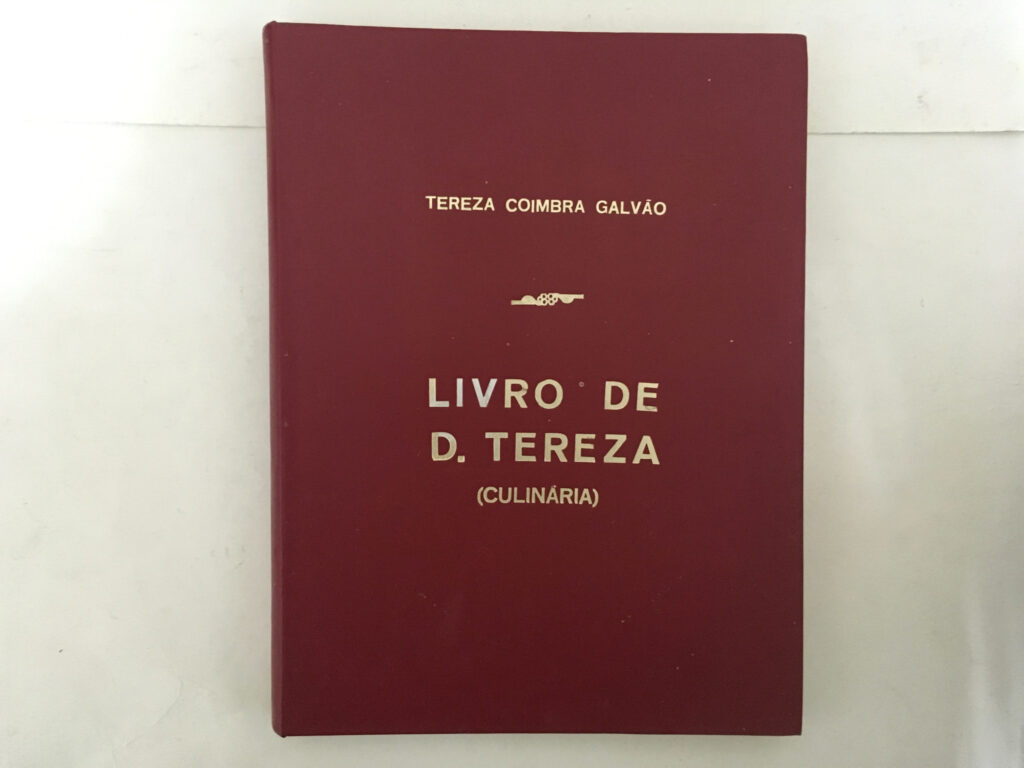 TEREZA COIMBRA GALVÃO
LIVRO DE
D. TEREZA
(CULINÁRIA)